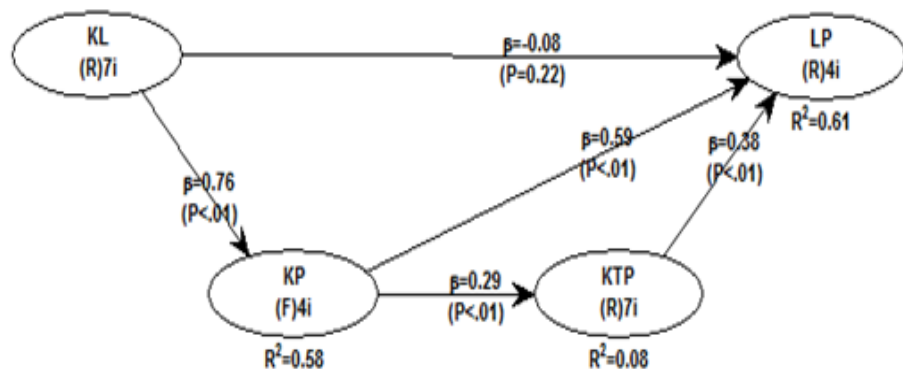 KL
(R)7i
β=-0.08
(P=0.22)
LP
(R)4i
R²=0.61
β=0.59
(P<.01)
β=0.38
(P<.01)
β=0.76
(P<.01)
KP
(F)4i
R²=0.58
β=0.29
(P<.01)
KTP
(R)7i
R²=0.08